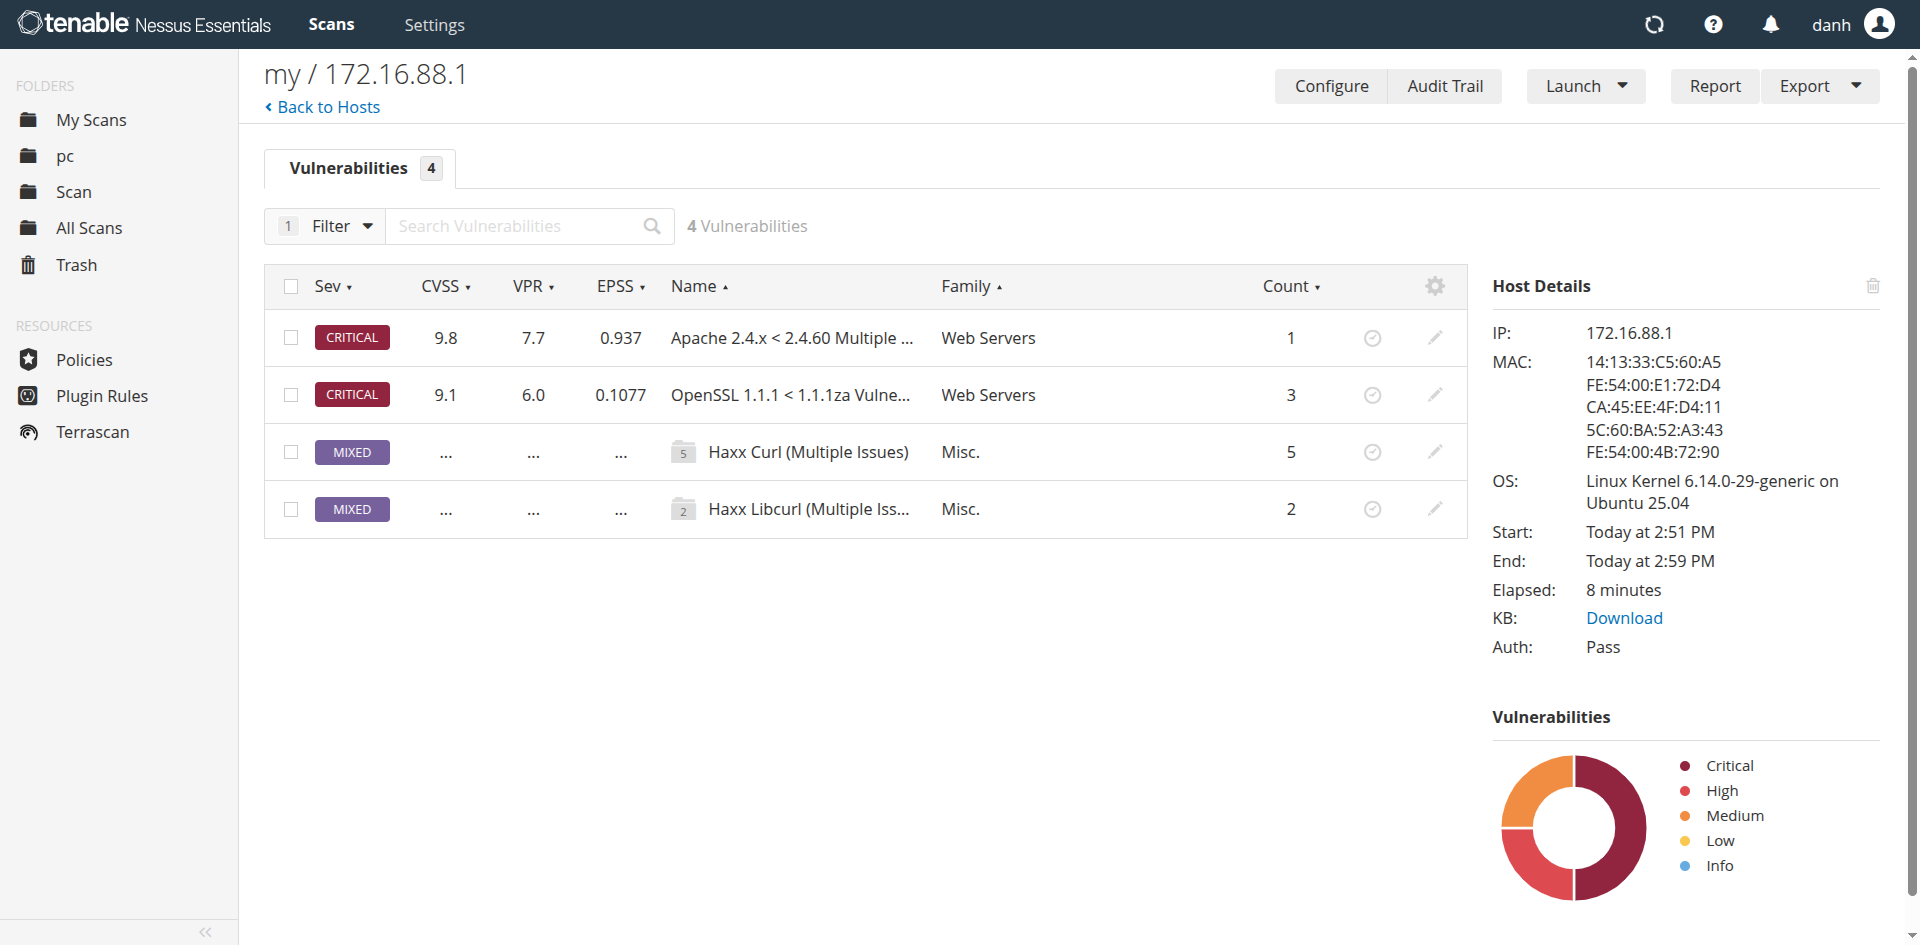 tenable Nessus Essentials Scans Settings danh
FOLDERS
My Scans
pc
Scan
All Scans
Trash
RESOURCES
Policies
Plugin Rules
Terrascan
my / 172.16.88.1
Back to Hosts
Configure Audit Trail Launch Report Export
Vulnerabilities 4
1 Filter Search Vulnerabilities 4 Vulnerabilities
Sev CVSS VPR EPSS Name Family Count
CRITICAL 9.8 7.7 0.937 Apache 2.4.x < 2.4.60 Multiple ... Web Servers 1
CRITICAL 9.1 6.0 0.1077 OpenSSL 1.1.1 < 1.1.1za Vulne... Web Servers 3
MIXED ... ... ... 5 Haxx Curl (Multiple Issues) Misc. 5
MIXED ... ... ... 2 Haxx Libcurl (Multiple Iss... Misc. 2
Host Details
IP: 172.16.88.1
MAC: 14:13:33:C5:60:A5
FE:54:00:E1:72:D4
CA:45:EE:4F:D4:11
5C:60:BA:52:A3:43
FE:54:00:4B:72:90
OS: Linux Kernel 6.14.0-29-generic on
Ubuntu 25.04
Start: Today at 2:51 PM
End: Today at 2:59 PM
Elapsed: 8 minutes
KB: Download
Auth: Pass
Vulnerabilities
Critical
High
Medium
Low
Info